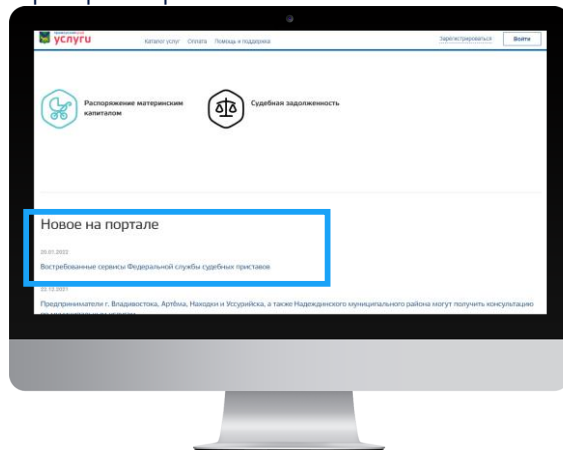 услуги
Каталог услуг Оплата Помощь и поддержка
Зарегистрироваться
Войти
Распоряжение материнским
капиталом
Судебная задолженность
Новое на портале
20.01.2022
Востребованные сервисы Федеральной службы судебных приставов
22.12.2021
Предприниматели г. Владивостока, Артёма, Находки и Уссурийска, а также Надеждинского муниципального района могут получить консультацию